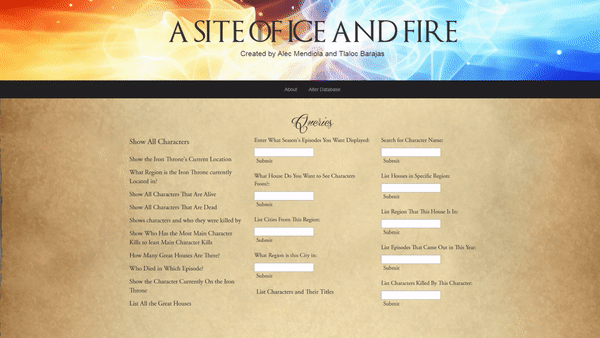 A SITE OF ICE AND FIRE
Created by Alec Mendiola and Tlaloc Barajas
About
Alter Database
Queries
Show All Characters
Show the Iron Throne's Current Location
What Region is the Iron Throne currently
Located in?
Show All Characters That Are Alive
Show All Characters That Are Dead
Shows characters and who they were killed by
Show Who Has the Most Main Character
Kills to least Main Character Kills
How Many Great Houses Are There?
Who Died in Which Episode?
Show the Character Currently On the Iron
Throne
List All the Great Houses
Enter What Season's Episodes You Want Displayed:
Submit
What House Do You Want to See Characters
From?:
Submit
List Cities From This Region:
Submit
What Region is this City in:
Submit
List Characters and Their Titles
Search for Character Name:
Submit
List Houses in Specific Region:
Submit
List Region That This House Is In:
Submit
List Episodes That Came Out in This Year:
Submit
List Characters Killed By This Character:
Submit